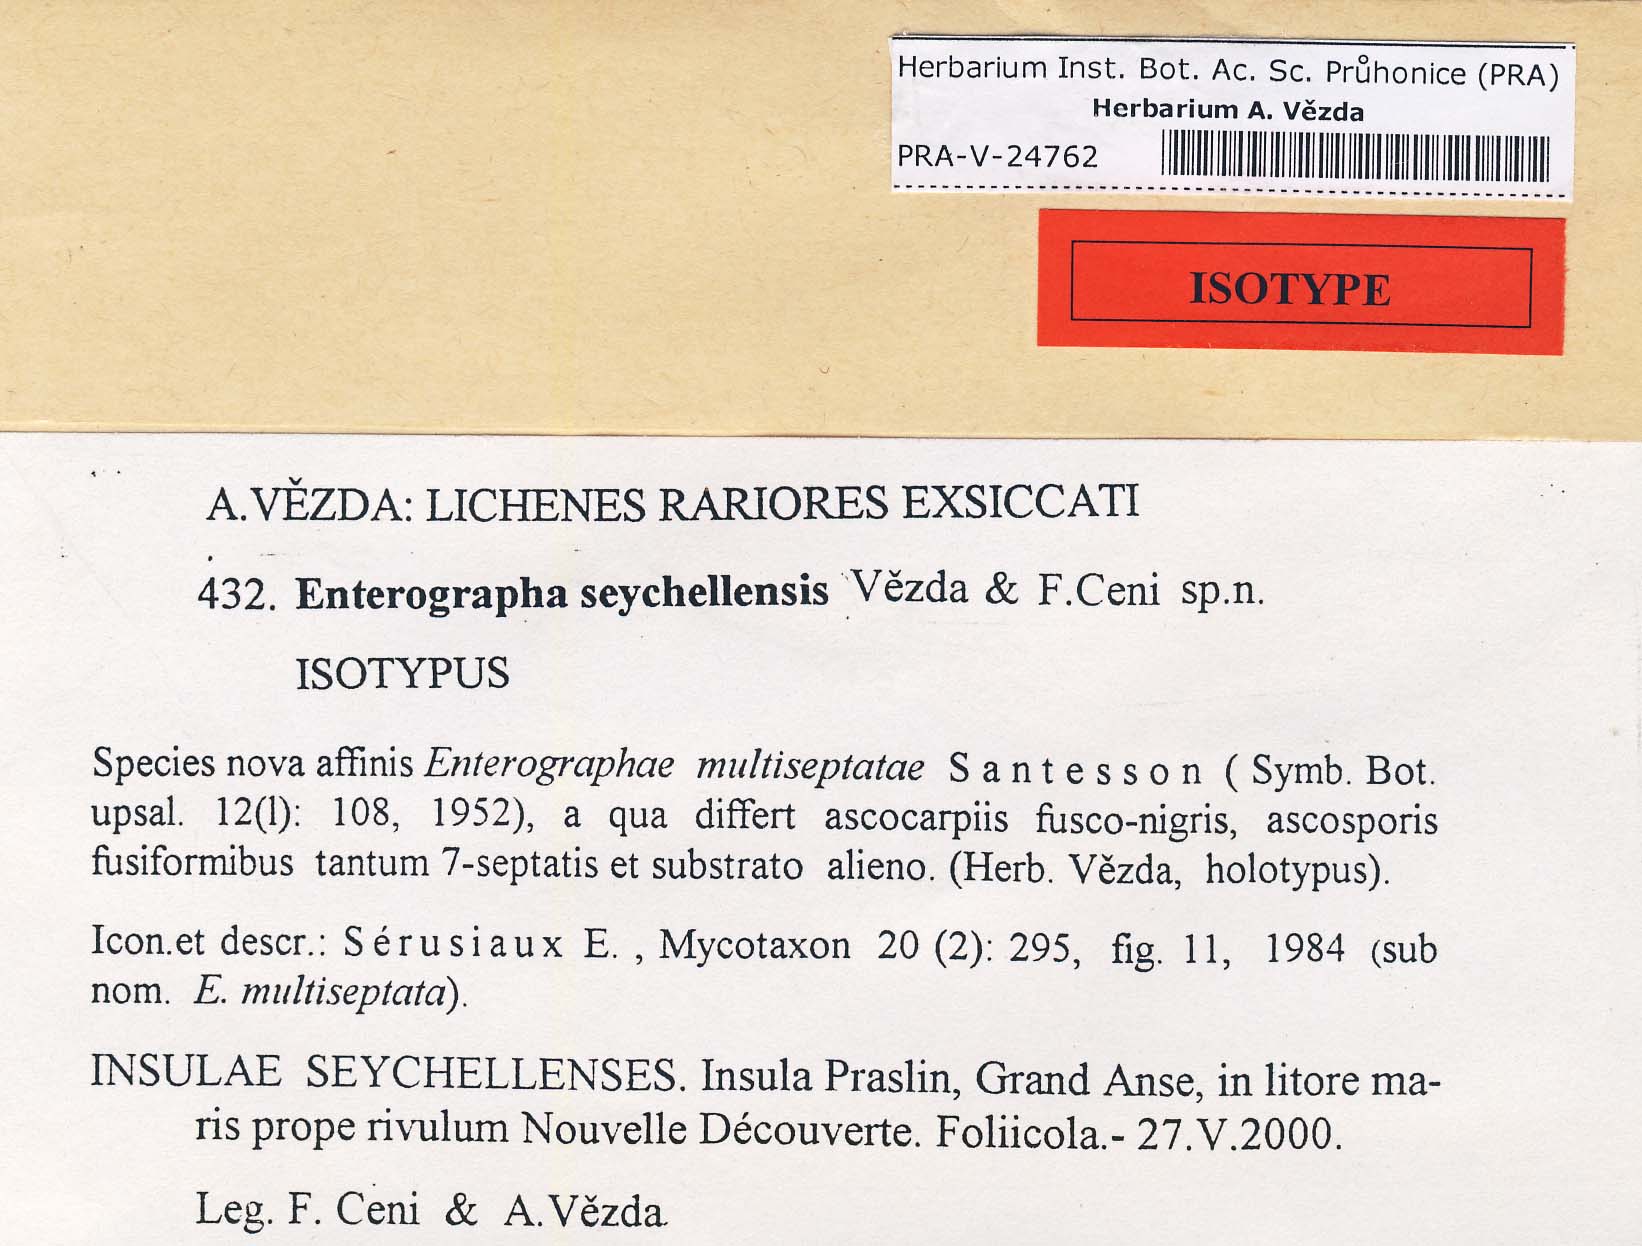 Herbarium Inst. Bot. Ac. Sc. Průhonice (PRA)
Herbarium A. Vězda
PRA-V-24762
ISOTYPE
A.VĚZDA: LICHENES RARIORES EXSICCATI
432. Enterographa seychellensis Vězda & F.Ceni sp.n.
ISOTYPUS
Species nova affinis Enterographae multiseptatae Santesson ( Symb. Bot.
upsal. 12(l): 108, 1952), a qua differt ascocarpiis fusco-nigris, ascosporis
fusiformibus tantum 7-septatis et substrato alieno. (Herb. Vězda, holotypus).
Icon.et descr.: Sérusiaux E. , Mycotaxon 20 (2): 295, fig. 11, 1984 (sub
nom. E. multiseptata).
INSULAE SEYCHELLENSES. Insula Praslin, Grand Anse, in litore ma-
ris prope rivulum Nouvelle Découverte. Foliicola.- 27.V.2000.
Leg. F. Ceni & A.Vězda